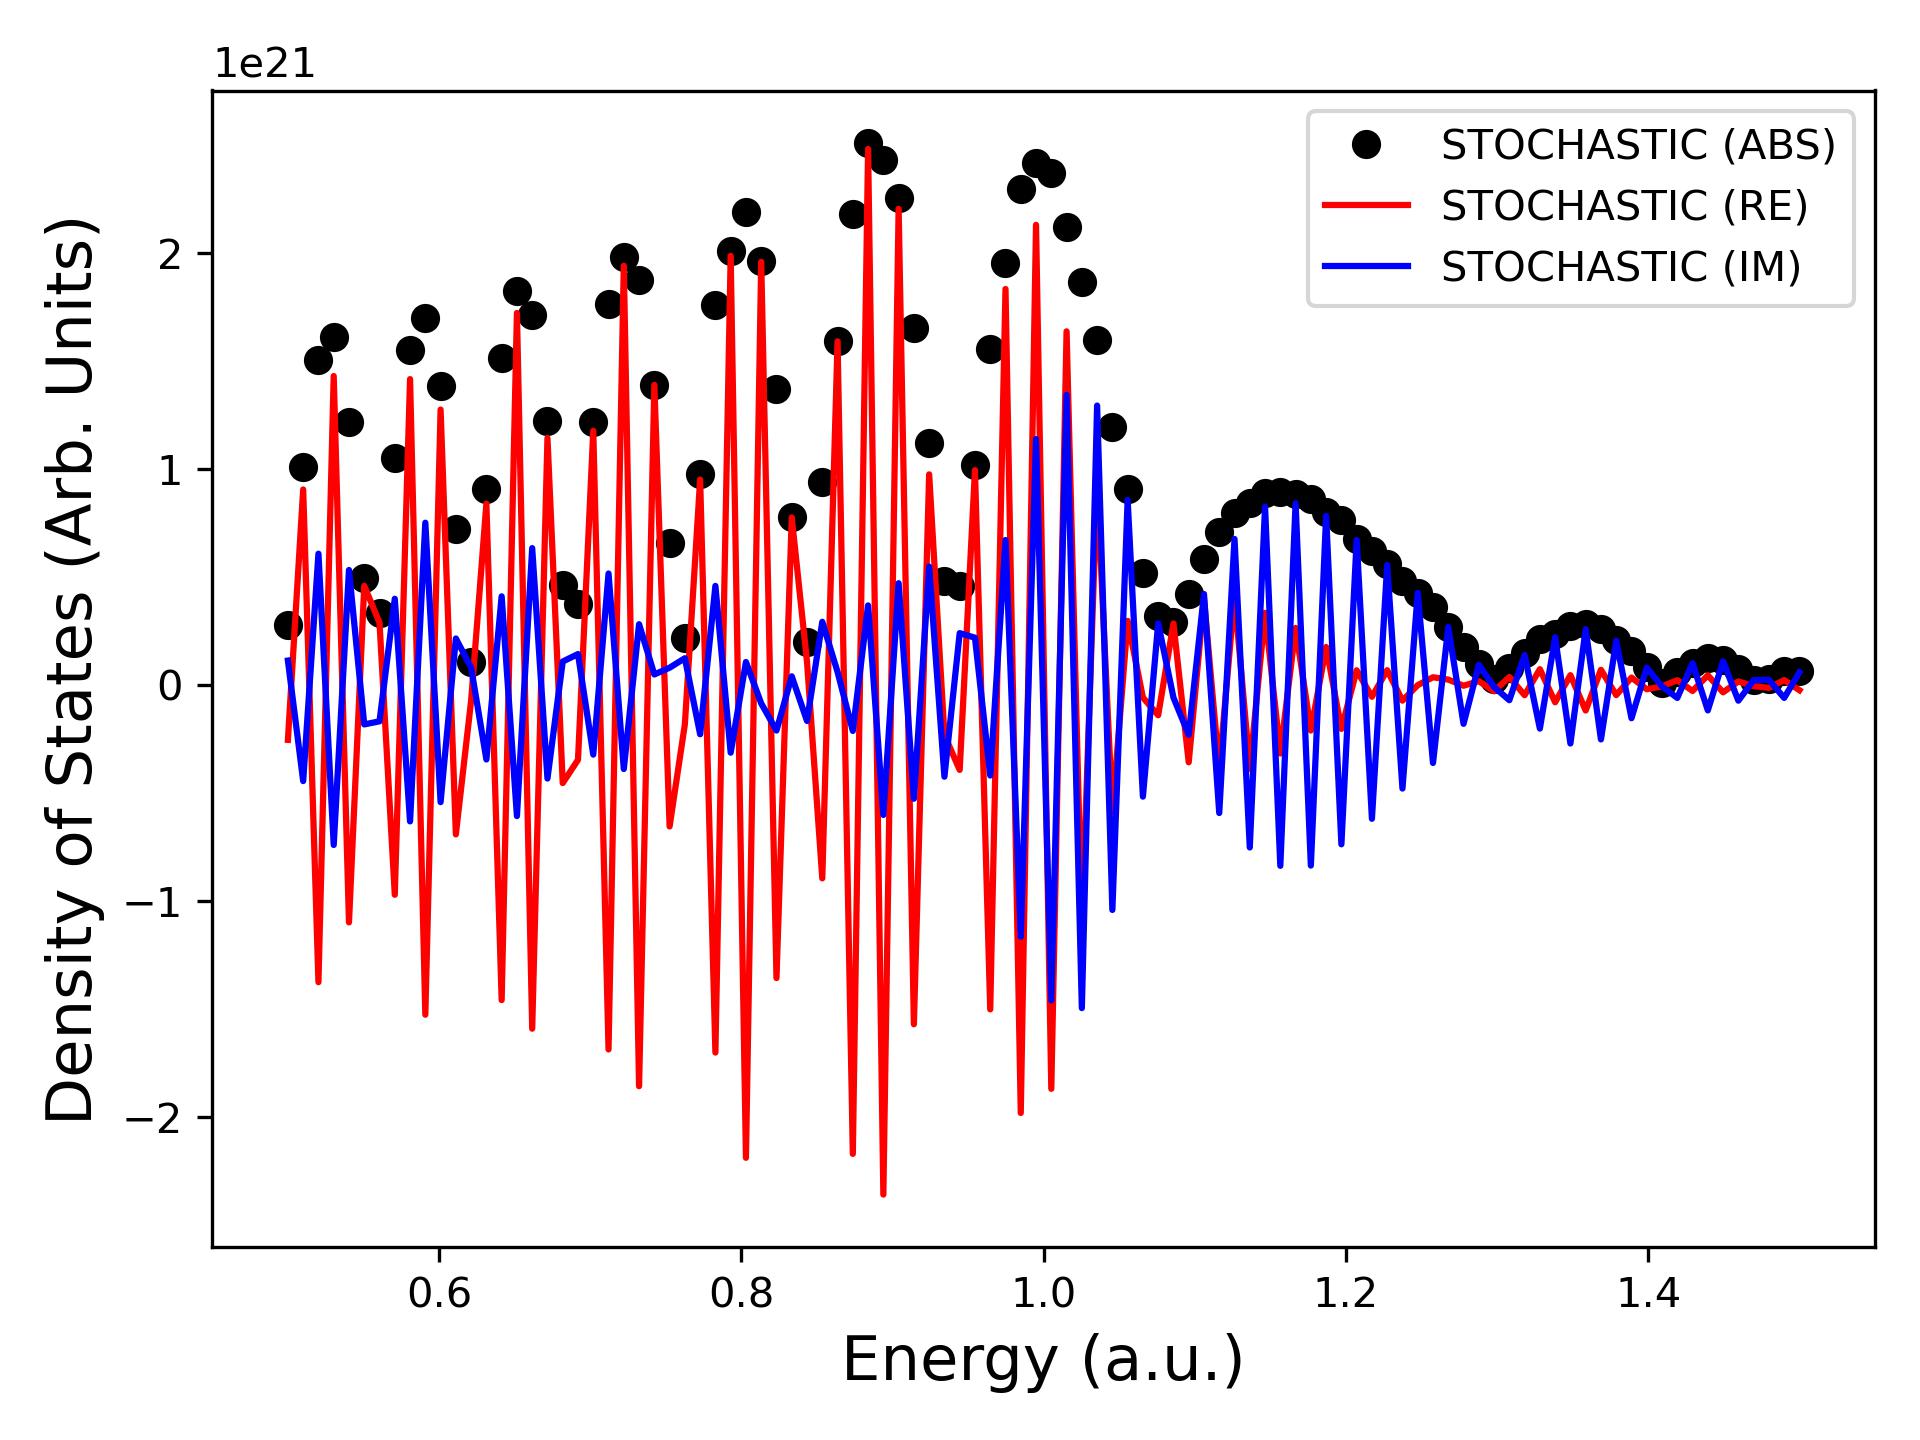 1e21
Density of States (Arb. Units)
2
1
0
−1
−2
STOCHASTIC (ABS)
STOCHASTIC (RE)
STOCHASTIC (IM)
0.6
0.8
1.0
1.2
1.4
Energy (a.u.)